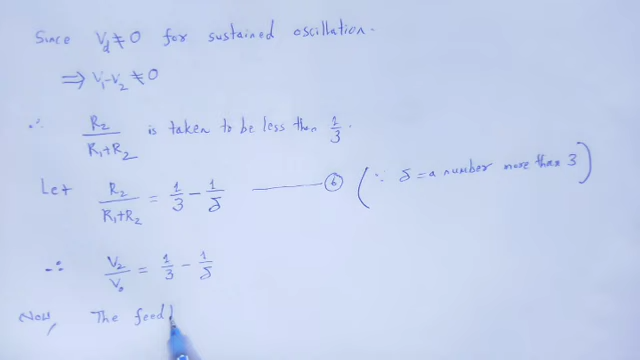 Since V_d ≠ 0 for sustained oscillation.
⟹ V₁-V₂ ≠ 0
∴ R₂/(R₁+R₂) is taken to be less than 1/3.
Let R₂/(R₁+R₂) = 1/3 - 1/δ —— ⑥ (∵ δ = a number more than 3)
∴ V₂/V₀ = 1/3 - 1/δ
Now, The feed